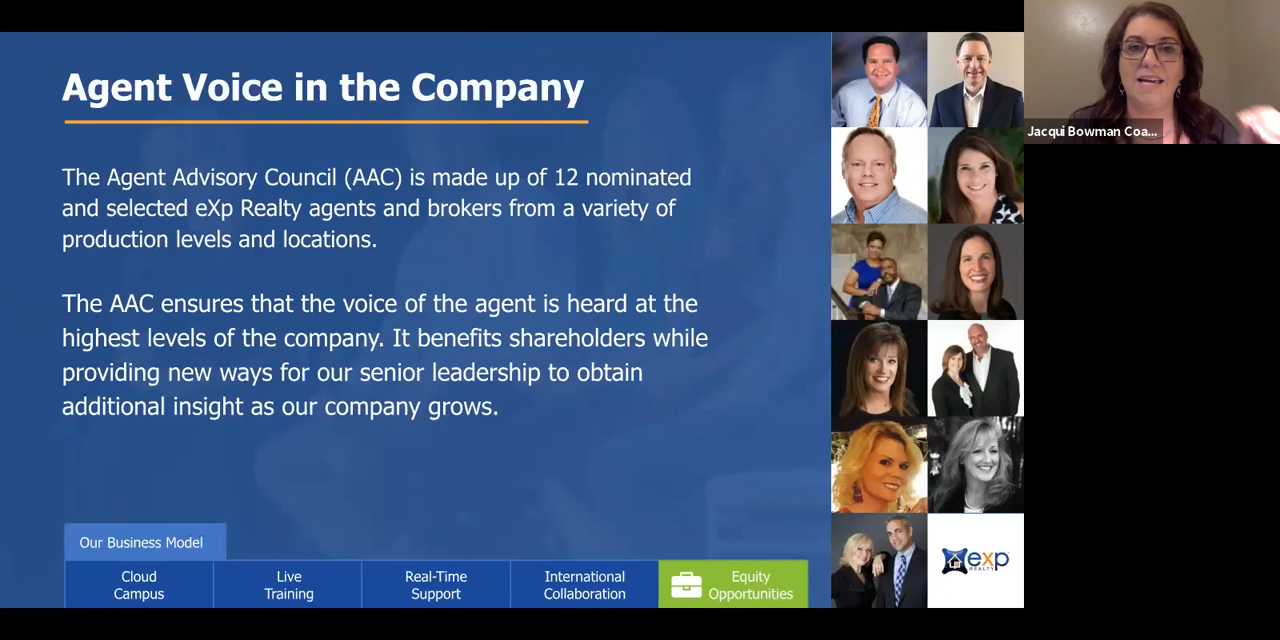 Agent Voice in the Company
The Agent Advisory Council (AAC) is made up of 12 nominated
and selected eXp Realty agents and brokers from a variety of
production levels and locations.
The AAC ensures that the voice of the agent is heard at the
highest levels of the company. It benefits shareholders while
providing new ways for our senior leadership to obtain
additional insight as our company grows.
Our Business Model
Cloud
Campus
Live
Training
Real-Time
Support
International
Collaboration
Equity
Opportunities
exp
REALTY
Jacqui Bowman Coa...